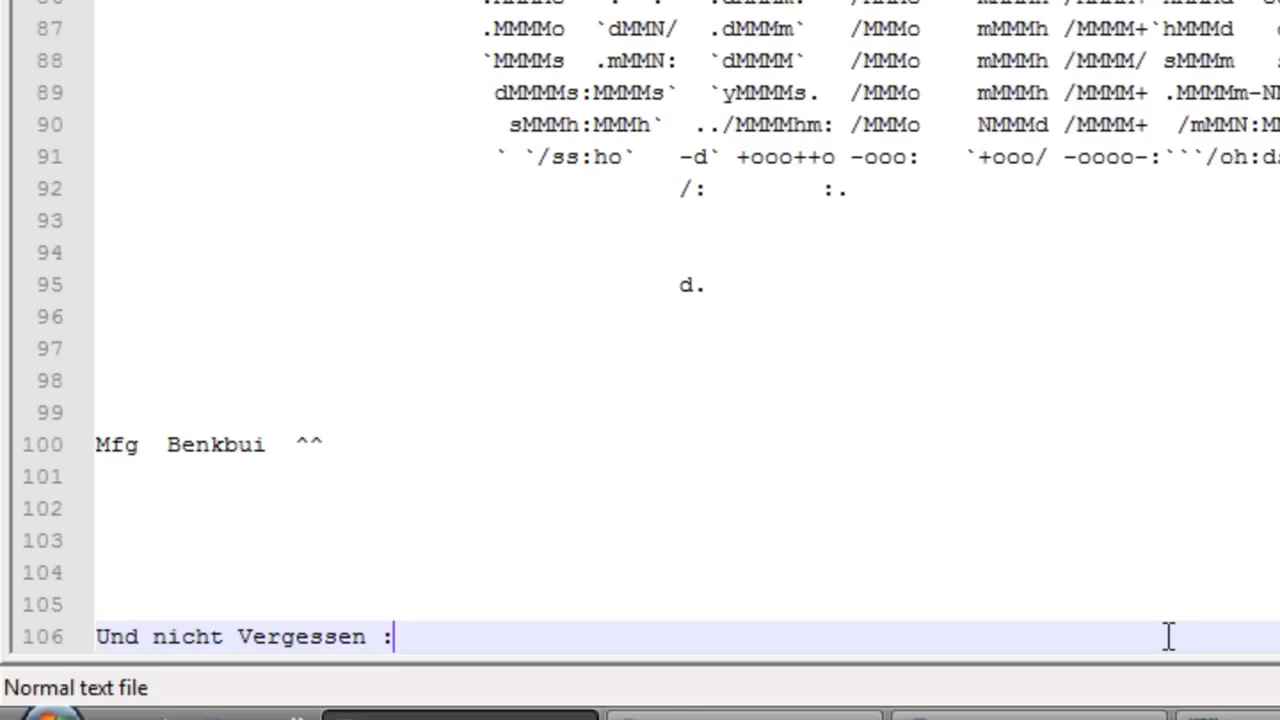 87 .MMMMo `dMMN/ .dMMMm` /MMMo mMMMh /MMMM+`hMMMd
88 `MMMMs .mMMN: `dMMMM` /MMMo mMMMh /MMMM/ sMMMm
89 dMMMMs:MMMMs` `yMMMMs. /MMMo mMMMh /MMMM+ .MMMMm-NM
90 sMMMh:MMMh` ../MMMMhm: /MMMo NMMMd /MMMM+ /mMMN:MM
91 ` `/ss:ho` -d` +ooo++o -ooo: `+ooo/ -oooo-:```/oh:ds
92 /: :.
93
94
95 d.
96
97
98
99
100 Mfg Benkbui ^^
101
102
103
104
105
106 Und nicht Vergessen :
Normal text file